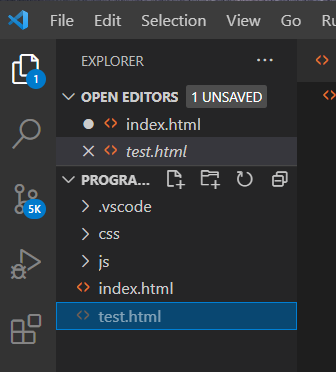 File Edit Selection View Go Ru
EXPLORER
1
OPEN EDITORS 1 UNSAVED
index.html
test.html
PROGRA...
5K
.vscode
css
js
index.html
test.html